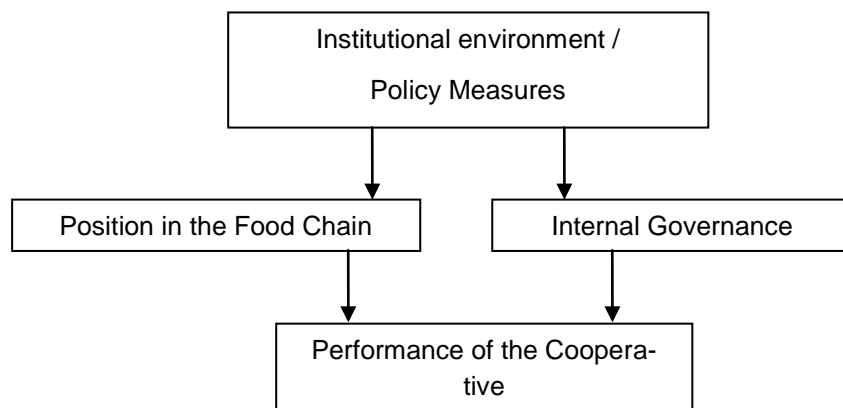 Institutional environment /
Policy Measures
Position in the Food Chain
Internal Governance
Performance of the Coopera-
tive